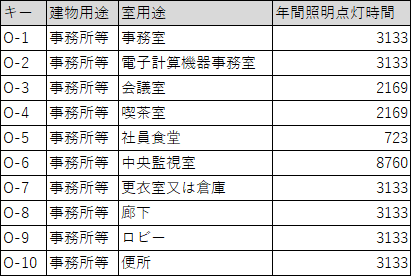 キー 建物用途 室用途 年間照明点灯時間
O-1 事務所等 事務室 3133
O-2 事務所等 電子計算機器事務室 3133
O-3 事務所等 会議室 2169
O-4 事務所等 喫茶室 2169
O-5 事務所等 社員食堂 723
O-6 事務所等 中央監視室 8760
O-7 事務所等 更衣室又は倉庫 3133
O-8 事務所等 廊下 3133
O-9 事務所等 ロビー 3133
O-10 事務所等 便所 3133